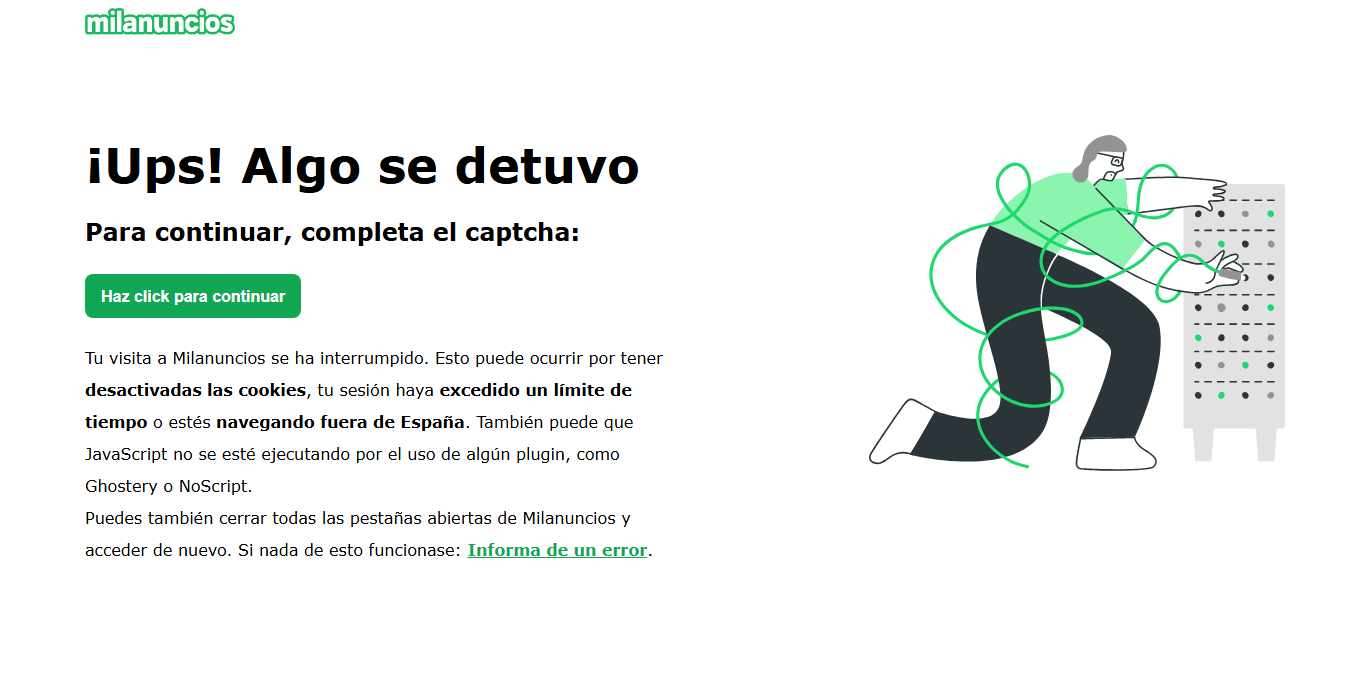 milanuncios
¡Ups! Algo se detuvo
Para continuar, completa el captcha:
Haz click para continuar
Tu visita a Milanuncios se ha interrumpido. Esto puede ocurrir por tener
desactivadas las cookies, tu sesión haya excedido un límite de
tiempo o estés navegando fuera de España. También puede que
JavaScript no se esté ejecutando por el uso de algún plugin, como
Ghostery o NoScript.
Puedes también cerrar todas las pestañas abiertas de Milanuncios y
acceder de nuevo. Si nada de esto funcionase: Informa de un error.